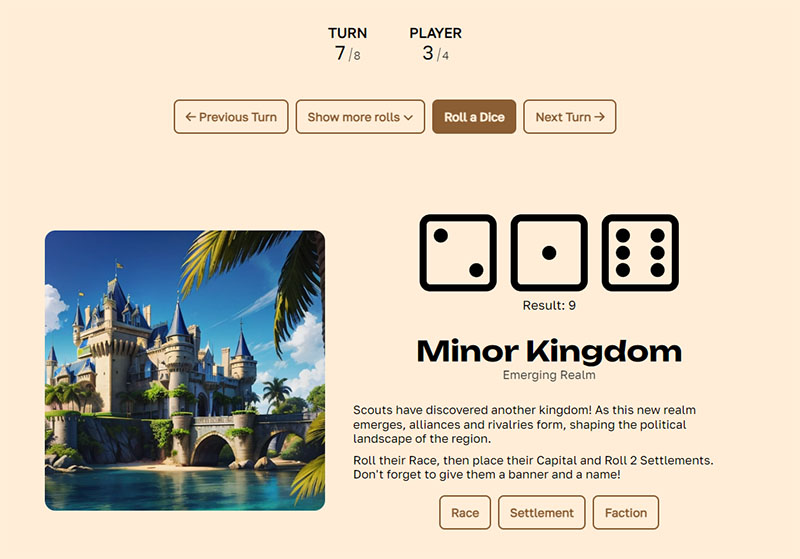 TURN PLAYER
7/8 3/4
← Previous Turn Show more rolls Roll a Dice Next Turn →
Result: 9
Minor Kingdom
Emerging Realm
Scouts have discovered another kingdom! As this new realm
emerges, alliances and rivalries form, shaping the political
landscape of the region.
Roll their Race, then place their Capital and Roll 2 Settlements.
Don't forget to give them a banner and a name!
Race Settlement Faction